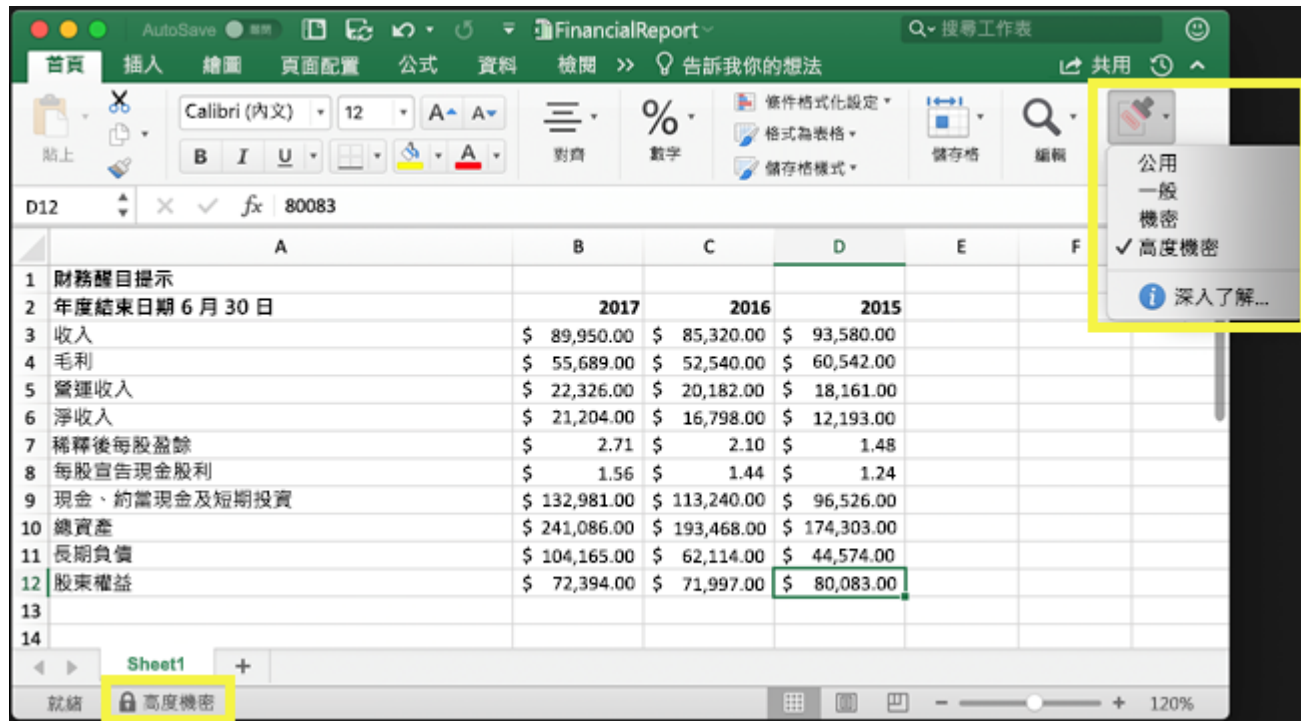 AutoSave 關閉 FinancialReport 搜尋工作表
首頁 插入 繪圖 頁面配置 公式 資料 檢閱 >> 告訴我你的想法 共用
貼上 Calibri (內文) 12 A A
B I U A
對齊 % 數字
條件格式化設定
格式為表格
儲存格樣式
儲存格 編輯
公用
一般
機密
✓ 高度機密
深入了解...
D12 fx 80083
A B C D E F
1 財務醒目提示
2 年度結束日期 6 月 30 日 2017 2016 2015
3 收入 $ 89,950.00 $ 85,320.00 $ 93,580.00
4 毛利 $ 55,689.00 $ 52,540.00 $ 60,542.00
5 營運收入 $ 22,326.00 $ 20,182.00 $ 18,161.00
6 淨收入 $ 21,204.00 $ 16,798.00 $ 12,193.00
7 稀釋後每股盈餘 $ 2.71 $ 2.10 $ 1.48
8 每股宣告現金股利 $ 1.56 $ 1.44 $ 1.24
9 現金、約當現金及短期投資 $ 132,981.00 $ 113,240.00 $ 96,526.00
10 總資產 $ 241,086.00 $ 193,468.00 $ 174,303.00
11 長期負債 $ 104,165.00 $ 62,114.00 $ 44,574.00
12 股東權益 $ 72,394.00 $ 71,997.00 $ 80,083.00
13
14
Sheet1 +
就緒 高度機密 − + 120%